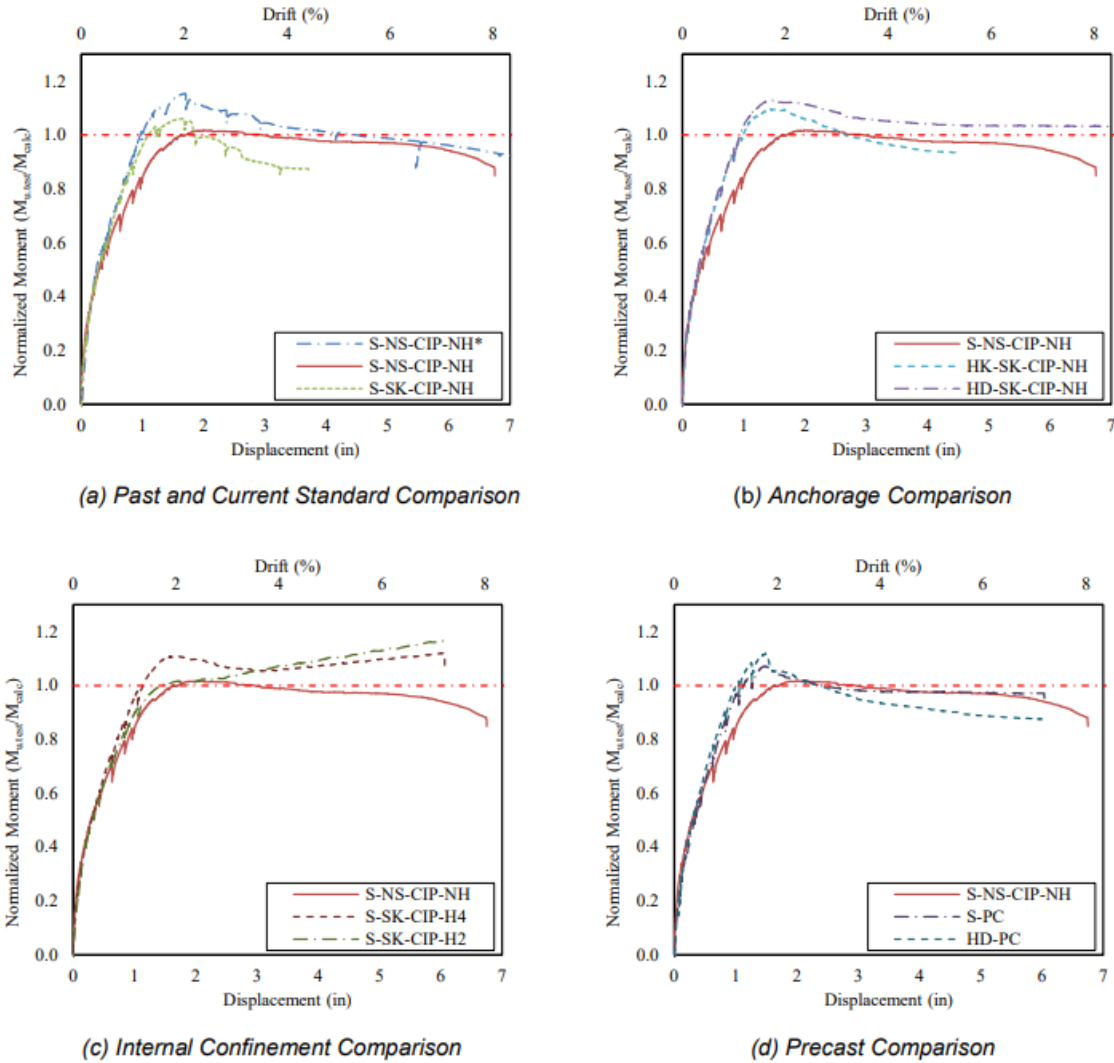 Drift (%)
0 2 4 6 8
Normalized Moment (Mu.test/Mcalc)
1.2
1.0
0.8
0.6
0.4
0.2
0.0
S-NS-CIP-NH*
S-NS-CIP-NH
S-SK-CIP-NH
0 1 2 3 4 5 6 7
Displacement (in)
(a) Past and Current Standard Comparison
Drift (%)
0 2 4 6 8
Normalized Moment (Mu.test/Mcalc)
1.2
1.0
0.8
0.6
0.4
0.2
0.0
S-NS-CIP-NH
HK-SK-CIP-NH
HD-SK-CIP-NH
0 1 2 3 4 5 6 7
Displacement (in)
(b) Anchorage Comparison
Drift (%)
0 2 4 6 8
Normalized Moment (Mu.test/Mcalc)
1.2
1.0
0.8
0.6
0.4
0.2
0.0
S-NS-CIP-NH
S-SK-CIP-H4
S-SK-CIP-H2
0 1 2 3 4 5 6 7
Displacement (in)
(c) Internal Confinement Comparison
Drift (%)
0 2 4 6 8
Normalized Moment (Mu.test/Mcalc)
1.2
1.0
0.8
0.6
0.4
0.2
0.0
S-NS-CIP-NH
S-PC
HD-PC
0 1 2 3 4 5 6 7
Displacement (in)
(d) Precast Comparison